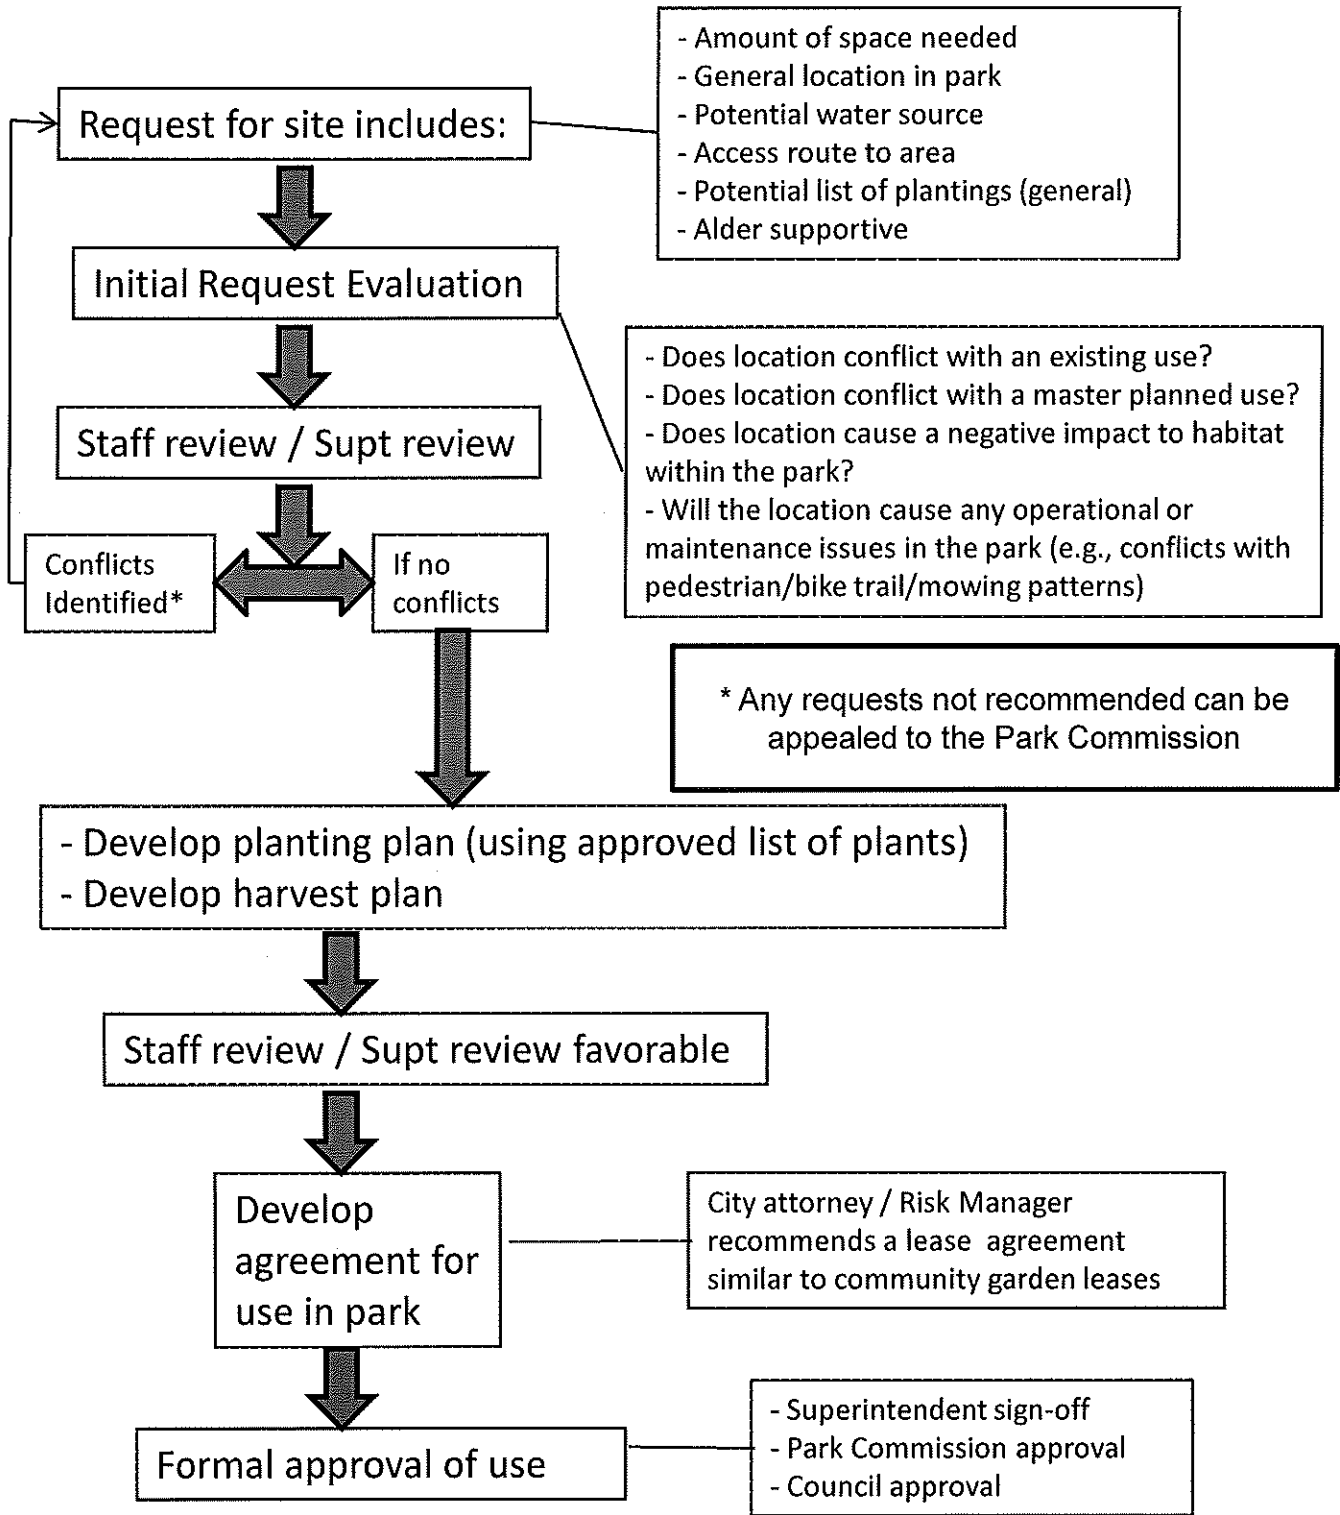 - Amount of space needed
- General location in park
- Potential water source
- Access route to area
- Potential list of plantings (general)
- Alder supportive
Request for site includes:
Initial Request Evaluation
- Does location conflict with an existing use?
- Does location conflict with a master planned use?
- Does location cause a negative impact to habitat
within the park?
- Will the location cause any operational or
maintenance issues in the park (e.g., conflicts with
pedestrian/bike trail/mowing patterns)
Staff review / Supt review
Conflicts
Identified*
If no
conflicts
* Any requests not recommended can be
appealed to the Park Commission
- Develop planting plan (using approved list of plants)
- Develop harvest plan
Staff review / Supt review favorable
Develop
agreement for
use in park
City attorney / Risk Manager
recommends a lease agreement
similar to community garden leases
Formal approval of use
- Superintendent sign-off
- Park Commission approval
- Council approval